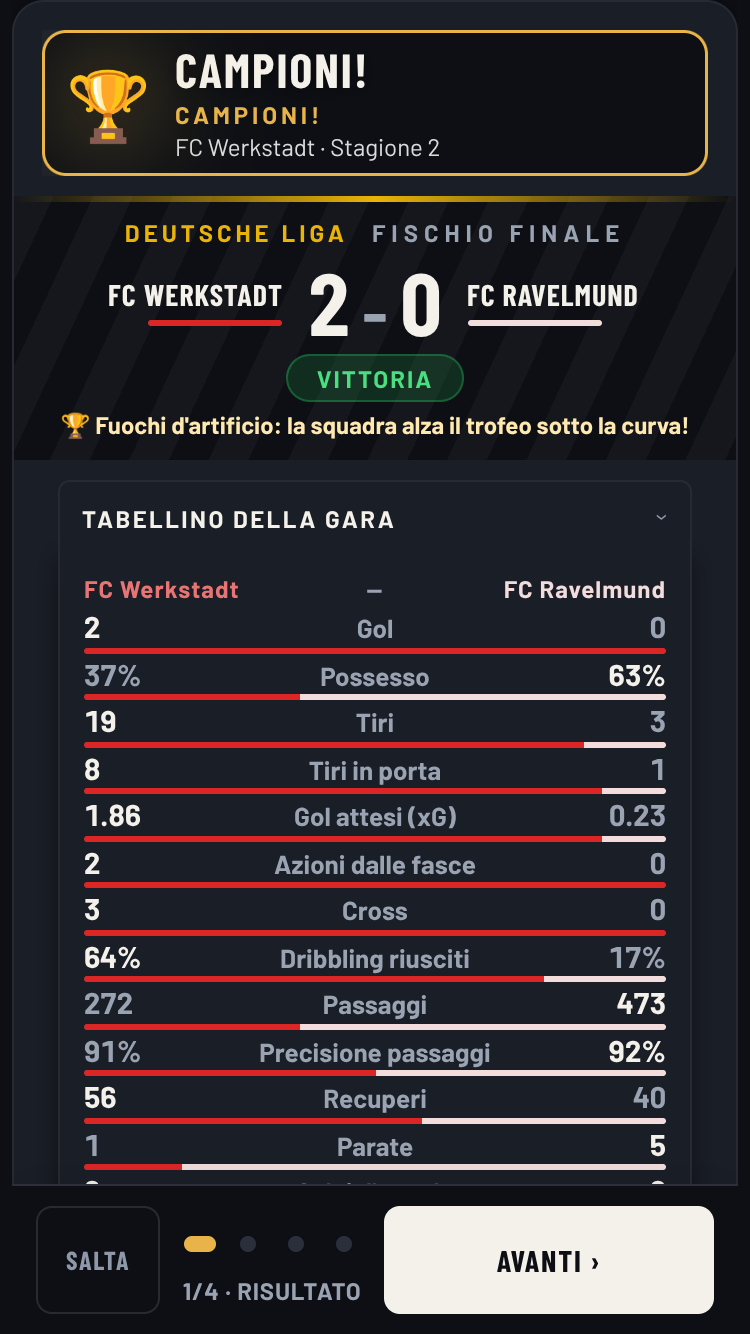 CAMPIONI!
CAMPIONI!
FC Werkstadt · Stagione 2
DEUTSCHE LIGA FISCHIO FINALE
FC WERKSTADT 2 - 0 FC RAVELMUND
VITTORIA
🏆 Fuochi d'artificio: la squadra alza il trofeo sotto la curva!
TABELLINO DELLA GARA
FC Werkstadt – FC Ravelmund
2 Gol 0
37% Possesso 63%
19 Tiri 3
8 Tiri in porta 1
1.86 Gol attesi (xG) 0.23
2 Azioni dalle fasce 0
3 Cross 0
64% Dribbling riusciti 17%
272 Passaggi 473
91% Precisione passaggi 92%
56 Recuperi 40
1 Parate 5
SALTA
1/4 · RISULTATO
AVANTI ›